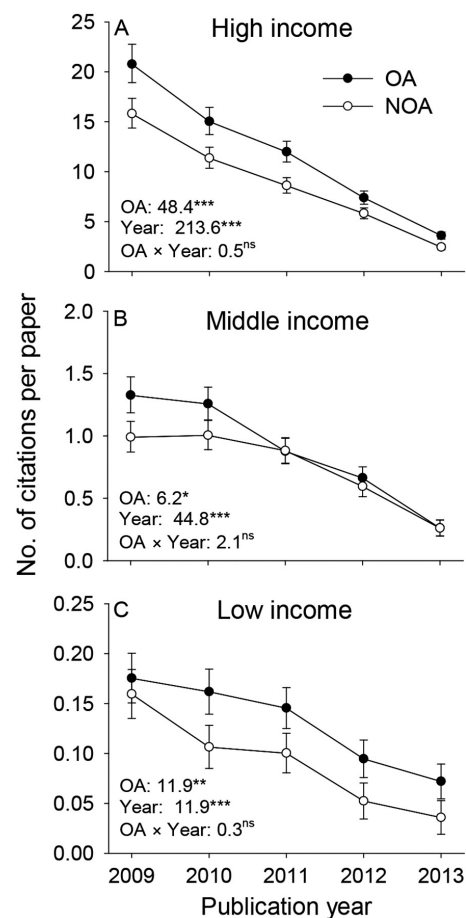 A
High income
25
20
15
10
5
0
OA
NOA
OA: 48.4***
Year: 213.6***
OA × Year: 0.5ns
No. of citations per paper
B
Middle income
2.0
1.5
1.0
0.5
0.0
OA: 6.2*
Year: 44.8***
OA × Year: 2.1ns
C
Low income
0.25
0.20
0.15
0.10
0.05
0.00
OA: 11.9**
Year: 11.9***
OA × Year: 0.3ns
2009 2010 2011 2012 2013
Publication year